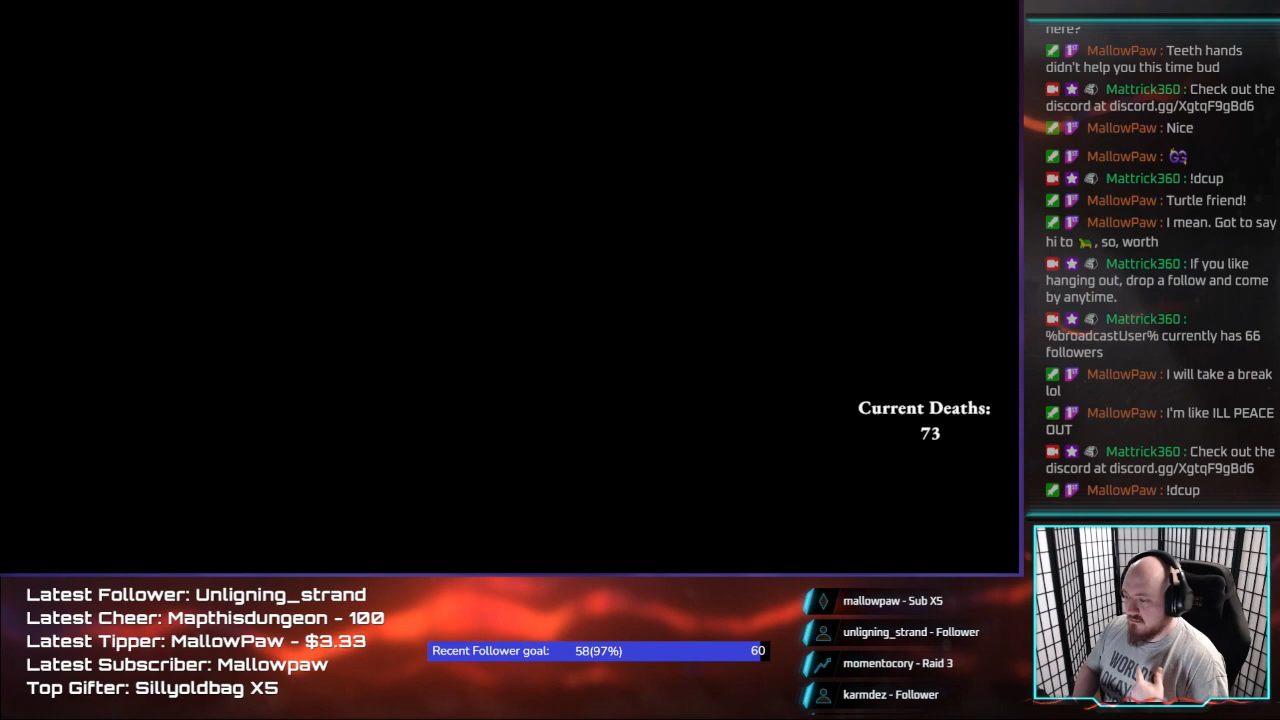 here?
MallowPaw : Teeth hands
didn't help you this time bud
Mattrick360 : Check out the
discord at discord.gg/XgtqF9gBd6
MallowPaw : Nice
MallowPaw : GG
Mattrick360 : !dcup
MallowPaw : Turtle friend!
MallowPaw : I mean. Got to say
hi to , so, worth
Mattrick360 : If you like
hanging out, drop a follow and come
by anytime.
Mattrick360 :
%broadcastUser% currently has 66
followers
MallowPaw : I will take a break
lol
MallowPaw : I'm like ILL PEACE
OUT
Mattrick360 : Check out the
discord at discord.gg/XgtqF9gBd6
MallowPaw : !dcup
Current Deaths:
73
Latest Follower: Unligning_strand
Latest Cheer: Mapthisdungeon - 100
Latest Tipper: MallowPaw - $3.33
Latest Subscriber: Mallowpaw
Top Gifter: Sillyoldbag X5
Recent Follower goal: 58(97%) 60
mallowpaw - Sub X5
unligning_strand - Follower
momentocory - Raid 3
karmdez - Follower
WORL
OKAY